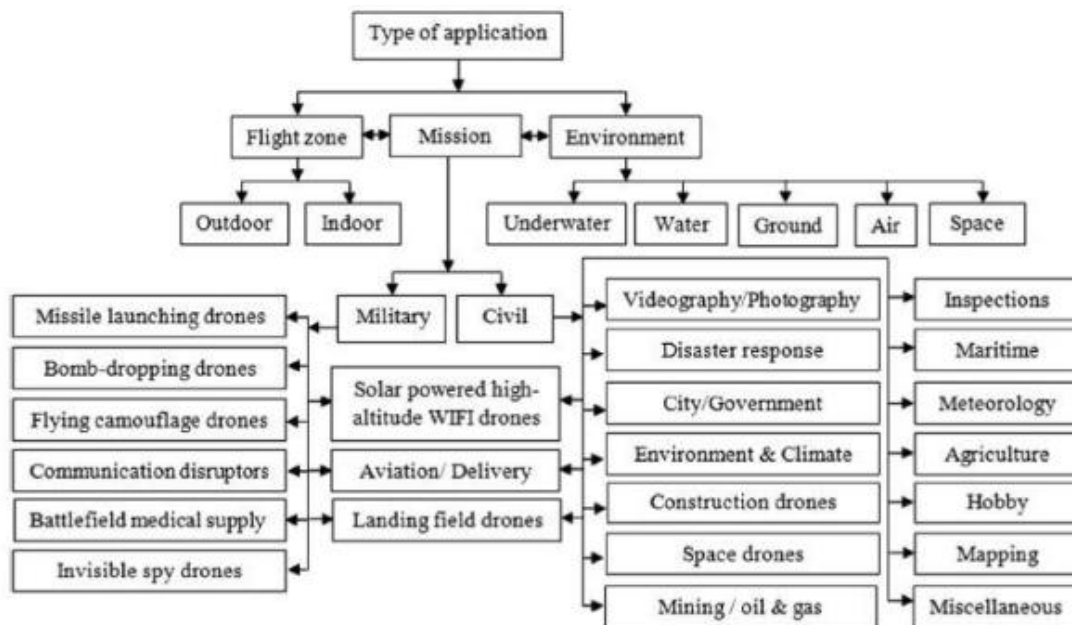 Type of application
Flight zone
Mission
Environment
Outdoor
Indoor
Underwater
Water
Ground
Air
Space
Military
Civil
Missile launching drones
Bomb-dropping drones
Flying camouflage drones
Communication disruptors
Battlefield medical supply
Invisible spy drones
Solar powered high-
altitude WIFI drones
Aviation/ Delivery
Landing field drones
Videography/Photography
Disaster response
City/Government
Environment & Climate
Construction drones
Space drones
Mining / oil & gas
Inspections
Maritime
Meteorology
Agriculture
Hobby
Mapping
Miscellaneous